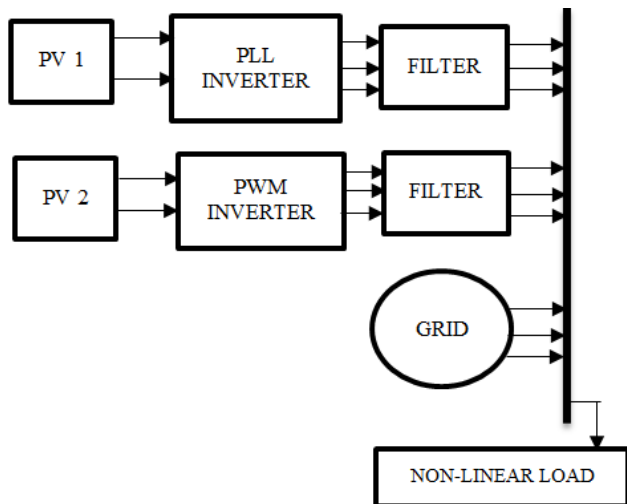 PV 1
PLL
INVERTER
FILTER
PV 2
PWM
INVERTER
FILTER
GRID
NON-LINEAR LOAD